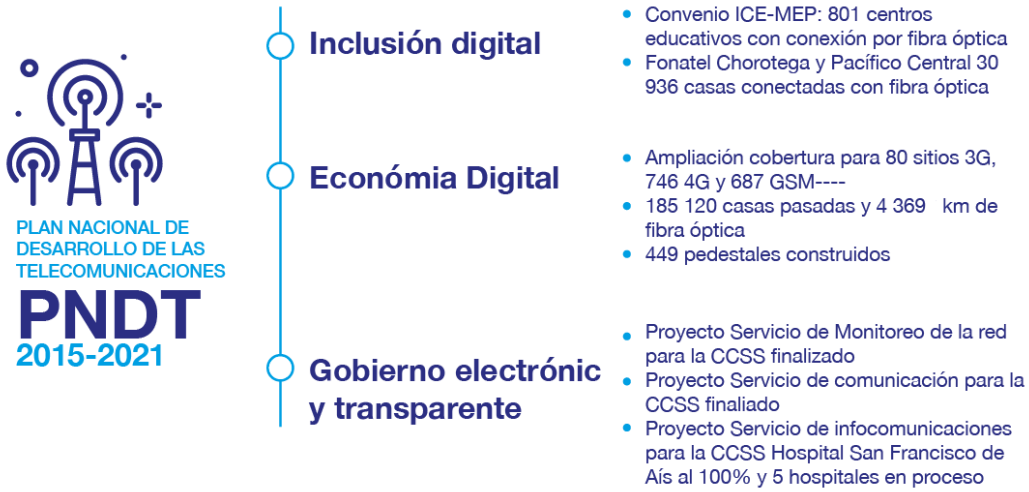 PLAN NACIONAL DE
DESARROLLO DE LAS
TELECOMUNICACIONES
PNDT
2015-2021
Inclusión digital
• Convenio ICE-MEP: 801 centros
educativos con conexión por fibra óptica
• Fonatel Chorotega y Pacífico Central 30
936 casas conectadas con fibra óptica
Económia Digital
• Ampliación cobertura para 80 sitios 3G,
746 4G y 687 GSM----
• 185 120 casas pasadas y 4 369 km de
fibra óptica
• 449 pedestales construidos
Gobierno electrónic
y transparente
• Proyecto Servicio de Monitoreo de la red
para la CCSS finalizado
• Proyecto Servicio de comunicación para la
CCSS finaliado
• Proyecto Servicio de infocomunicaciones
para la CCSS Hospital San Francisco de
Aís al 100% y 5 hospitales en proceso